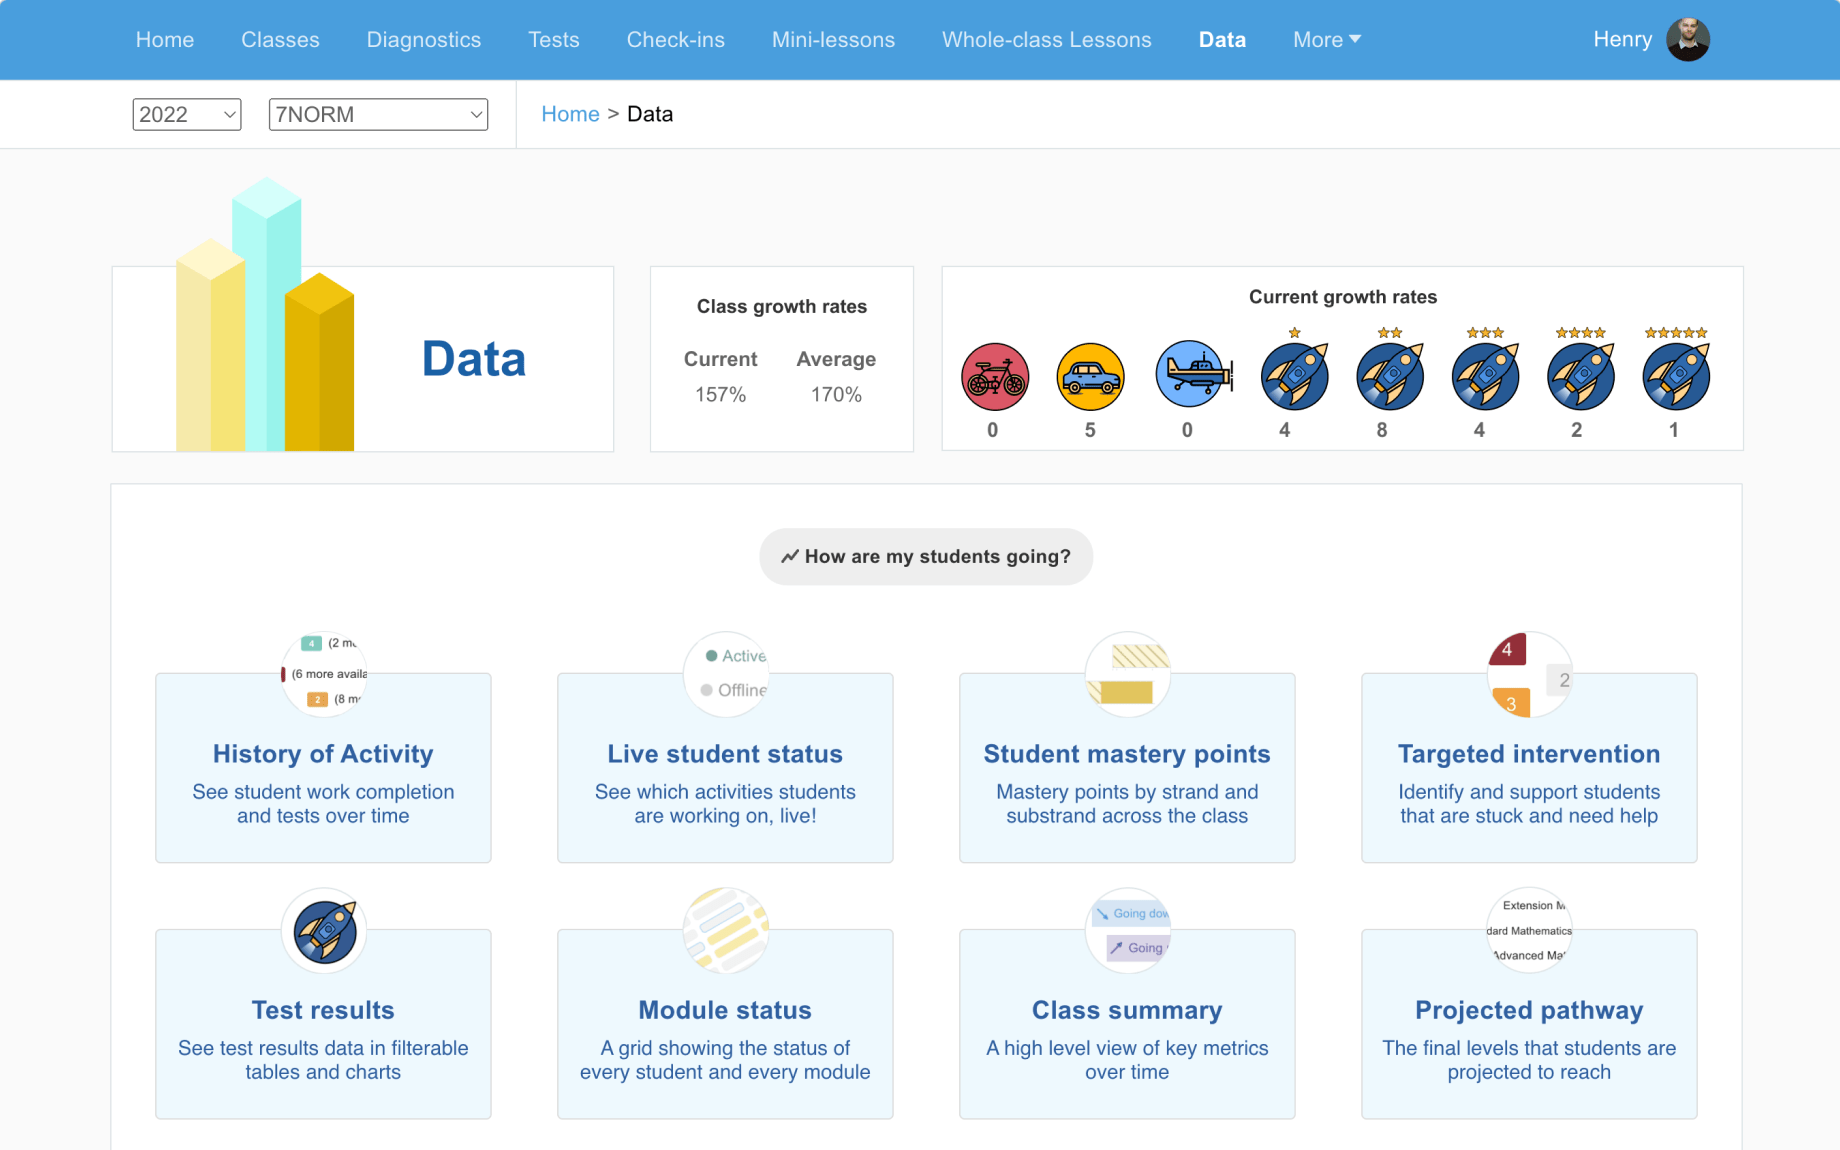 Home Classes Diagnostics Tests Check-ins Mini-lessons Whole-class Lessons Data More Henry
2022 7NORM Home > Data
Data
Class growth rates
Current Average
157% 170%
Current growth rates
0 5 0 4 8 4 2 1
How are my students going?
4 (2 m
(6 more availa
2 (8 m
History of Activity
See student work completion
and tests over time
Active
Offline
Live student status
See which activities students
are working on, live!
Student mastery points
Mastery points by strand and
substrand across the class
4
2
3
Targeted intervention
Identify and support students
that are stuck and need help
Test results
See test results data in filterable
tables and charts
Module status
A grid showing the status of
every student and every module
Going dow
Going
Class summary
A high level view of key metrics
over time
Extension M
dard Mathematics
Advanced Mat
Projected pathway
The final levels that students are
projected to reach